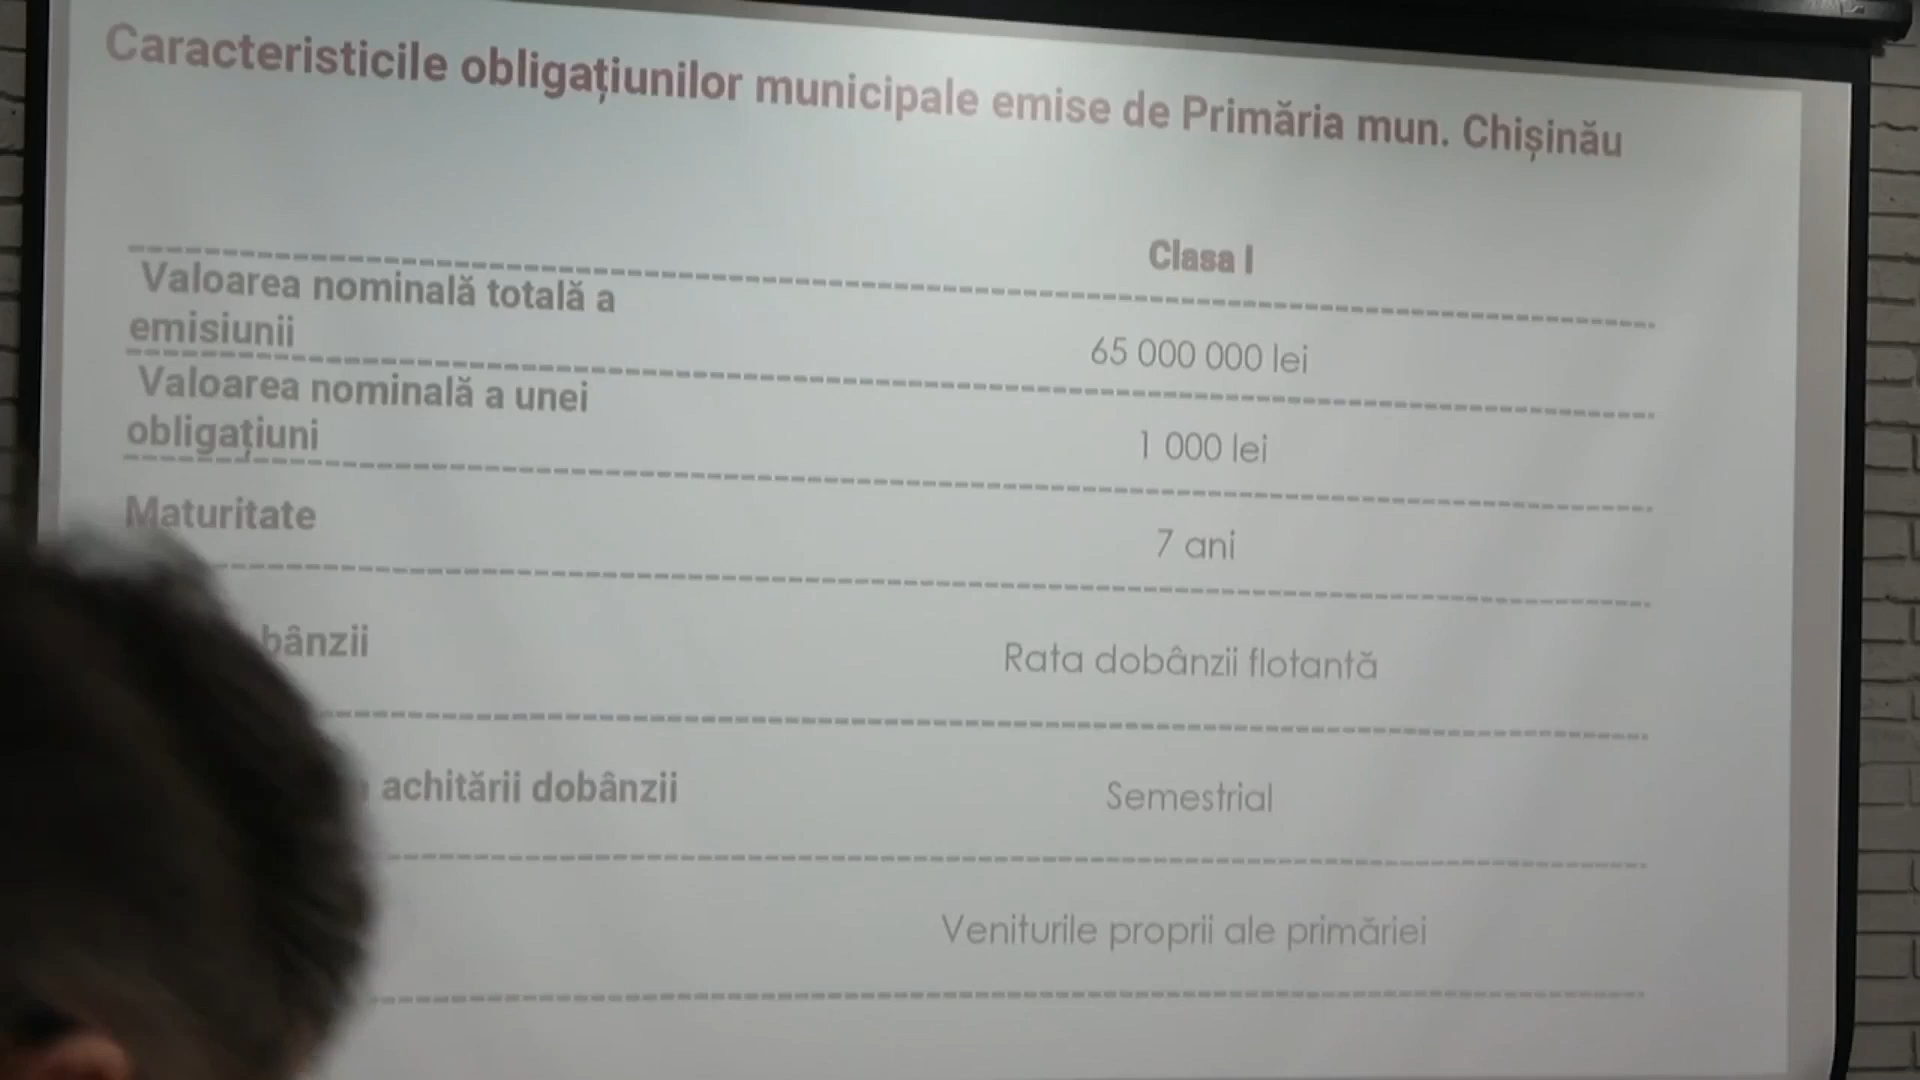 Caracteristicile obligațiunilor municipale emise de Primăria mun. Chișinău
Clasa I
Valoarea nominală totală a
emisiunii
65 000 000 lei
Valoarea nominală a unei
obligațiuni
1 000 lei
Maturitate
7 ani
bânzii
Rata dobânzii flotantă
achitării dobânzii
Semestrial
Veniturile proprii ale primăriei